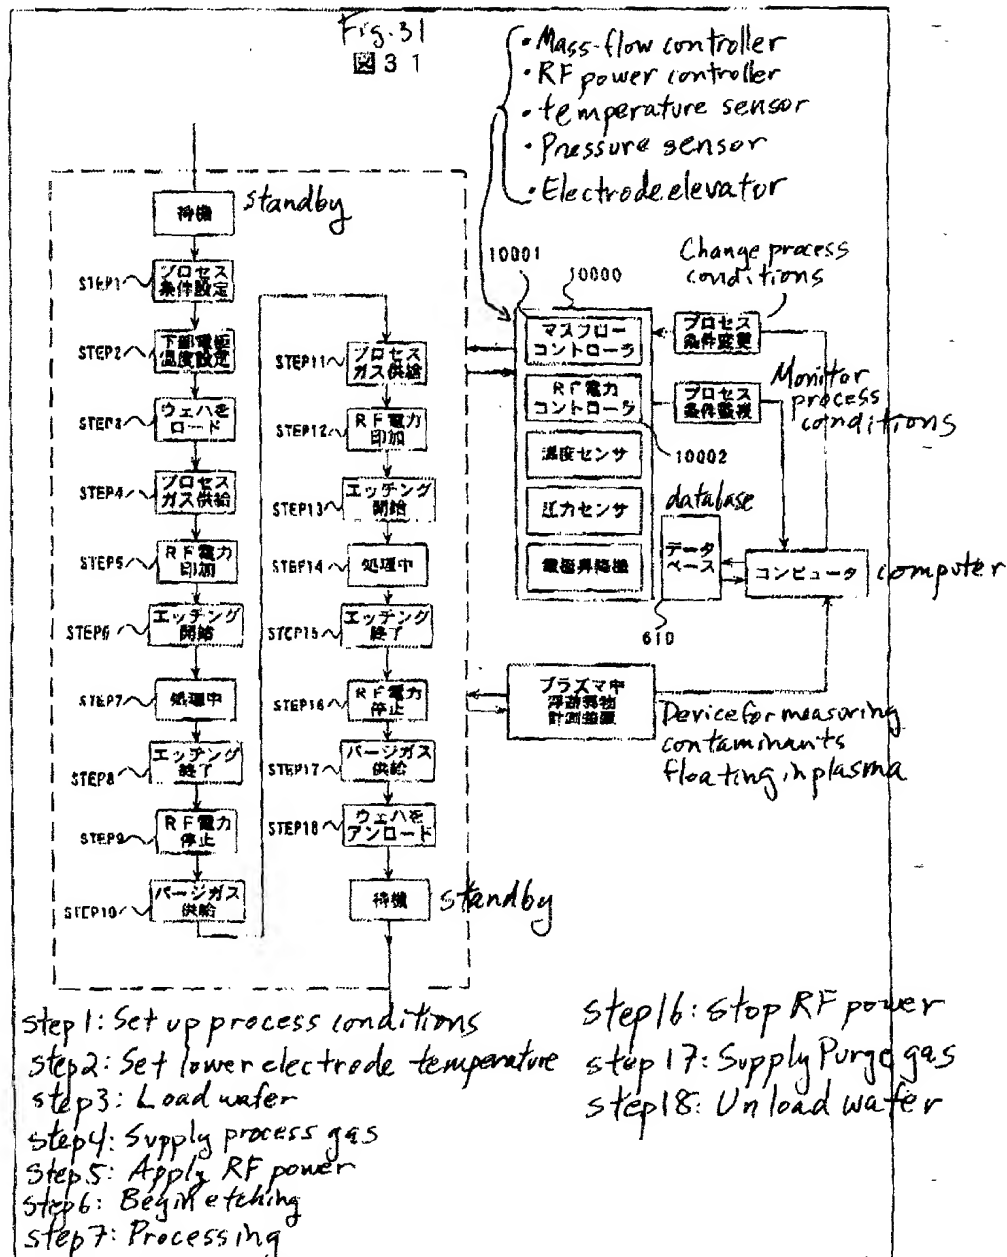 Fig. 31
図31
• Mass-flow controller
• RF power controller
• temperature sensor
• Pressure sensor
• Electrode elevator
待機
standby
STEP1
プロセス
条件設定
STEP2
下部電極
温度設定
STEP3
ウェハを
ロード
STEP4
プロセス
ガス供給
STEP5
RF電力
印加
STEP6
エッチング
開始
STEP7
処理中
STEP8
エッチング
終了
STEP9
RF電力
停止
STEP10
パージガス
供給
STEP11
プロセス
ガス供給
STEP12
RF電力
印加
STEP13
エッチング
開始
STEP14
処理中
STEP15
エッチング
終了
STEP16
RF電力
停止
STEP17
パージガス
供給
STEP18
ウェハを
アンロード
待機
standby
10001
10000
マスフロー
コントローラ
RF電力
コントローラ
10002
温度センサ
圧力センサ
電極昇降機
Change process
conditions
プロセス
条件変更
Monitor
process
conditions
プロセス
条件監視
database
データ
ベース
610
コンピュータ
computer
プラズマ中
浮遊異物
計測装置
Device for measuring
contaminants
floating in plasma
step 1: Set up process conditions
step 2: Set lower electrode temperature
step 3: Load wafer
step 4: Supply process gas
step 5: Apply RF power
step 6: Begin etching
step 7: Processing
step 16: Stop RF power
step 17: Supply Purge gas
step 18: Unload wafer